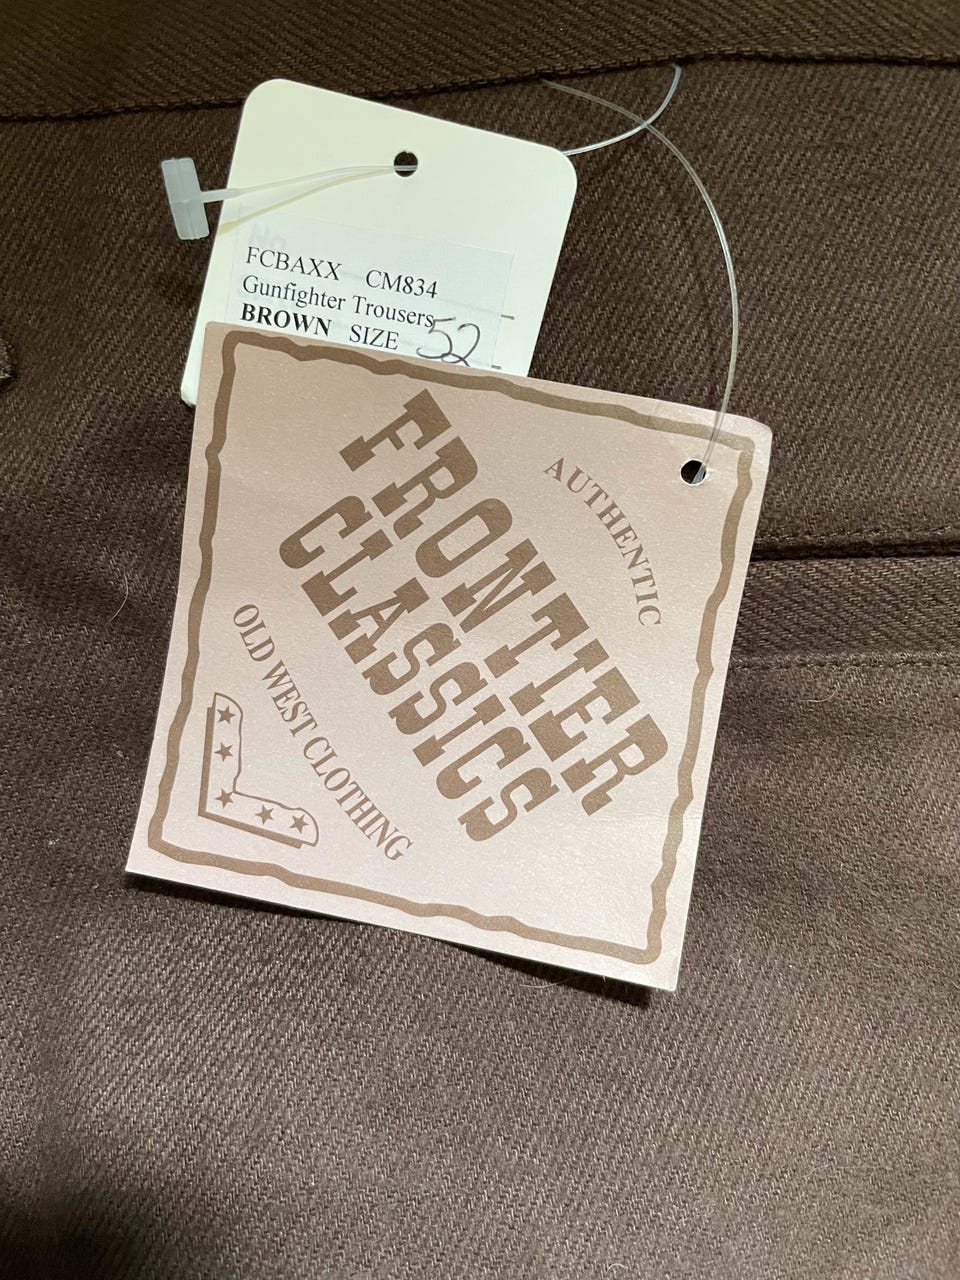 FCBAXX CM834
Gunfighter Trousers
BROWN SIZE 52
AUTHENTIC
FRONTIER
CLASSICS
OLD WEST CLOTHING